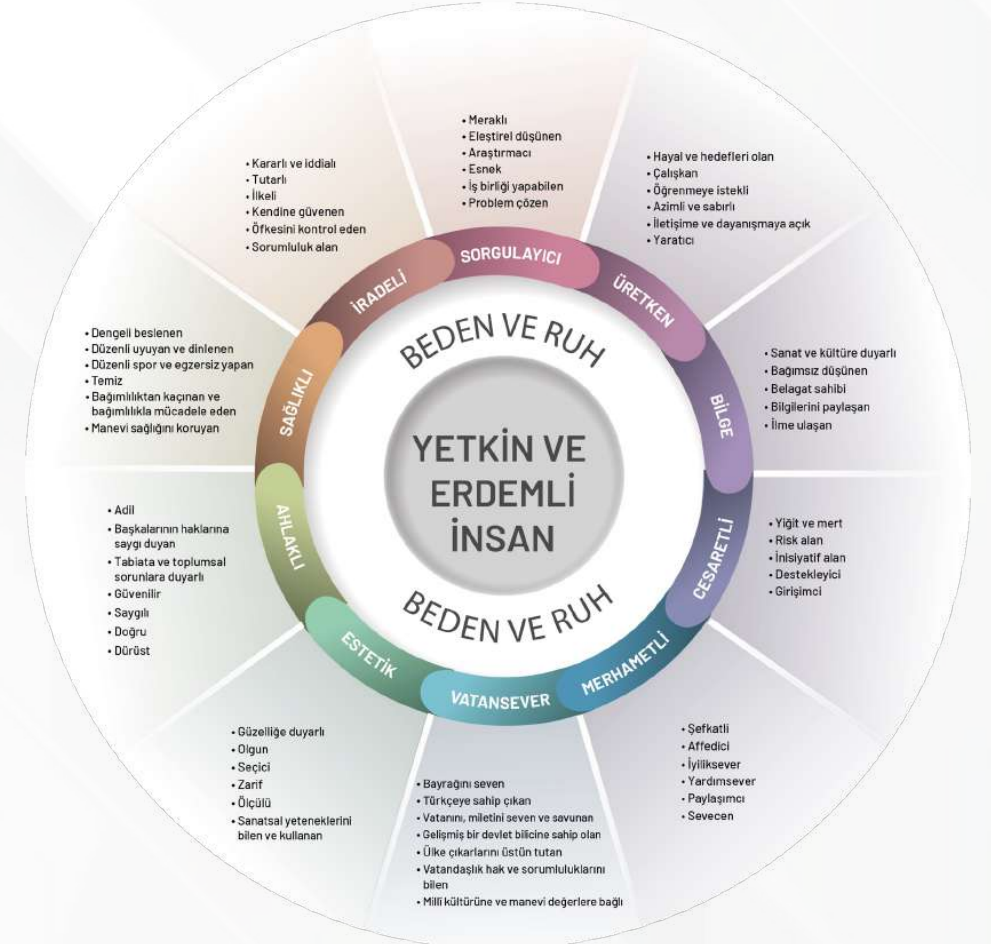 • Meraklı
• Eleştirel düşünen
• Araştırmacı
• Esnek
• İş birliği yapabilen
• Problem çözen
• Hayal ve hedefleri olan
• Çalışkan
• Öğrenmeye istekli
• Azimli ve sabırlı
• İletişime ve dayanışmaya açık
• Yaratıcı
• Kararlı ve iddialı
• Tutarlı
• İlkeli
• Kendine güvenen
• Öfkesini kontrol eden
• Sorumluluk alan
İRADELİ
SORGULAYICI
ÜRETKEN
BEDEN VE RUH
• Dengeli beslenen
• Düzenli uyuyan ve dinlenen
• Düzenli spor ve egzersiz yapan
• Temiz
• Bağımlılıktan kaçınan ve
bağımlılıkla mücadele eden
• Manevi sağlığını koruyan
SAĞLIKLI
BİLGE
• Sanat ve kültüre duyarlı
• Bağımsız düşünen
• Belagat sahibi
• Bilgilerini paylaşan
• İlme ulaşan
YETKİN VE
ERDEMLİ
İNSAN
• Adil
• Başkalarının haklarına
saygı duyan
• Tabiata ve toplumsal
sorunlara duyarlı
• Güvenilir
• Saygılı
• Doğru
• Dürüst
AHLAKLI
CESARETLİ
• Yiğit ve mert
• Risk alan
• İnisiyatif alan
• Destekleyici
• Girişimci
BEDEN VE RUH
ESTETİK
VATANSEVER
MERHAMETLİ
• Güzelliğe duyarlı
• Olgun
• Seçici
• Zarif
• Ölçülü
• Sanatsal yeteneklerini
bilen ve kullanan
• Bayrağını seven
• Türkçeye sahip çıkan
• Vatanını, miletini seven ve savunan
• Gelişmiş bir devlet bilicine sahip olan
• Ülke çıkarlarını üstün tutan
• Vatandaşlık hak ve sorumluluklarını
bilen
• Millî kültürüne ve manevi değerlere bağlı
• Şefkatli
• Affedici
• İyiliksever
• Yardımsever
• Paylaşımcı
• Sevecen